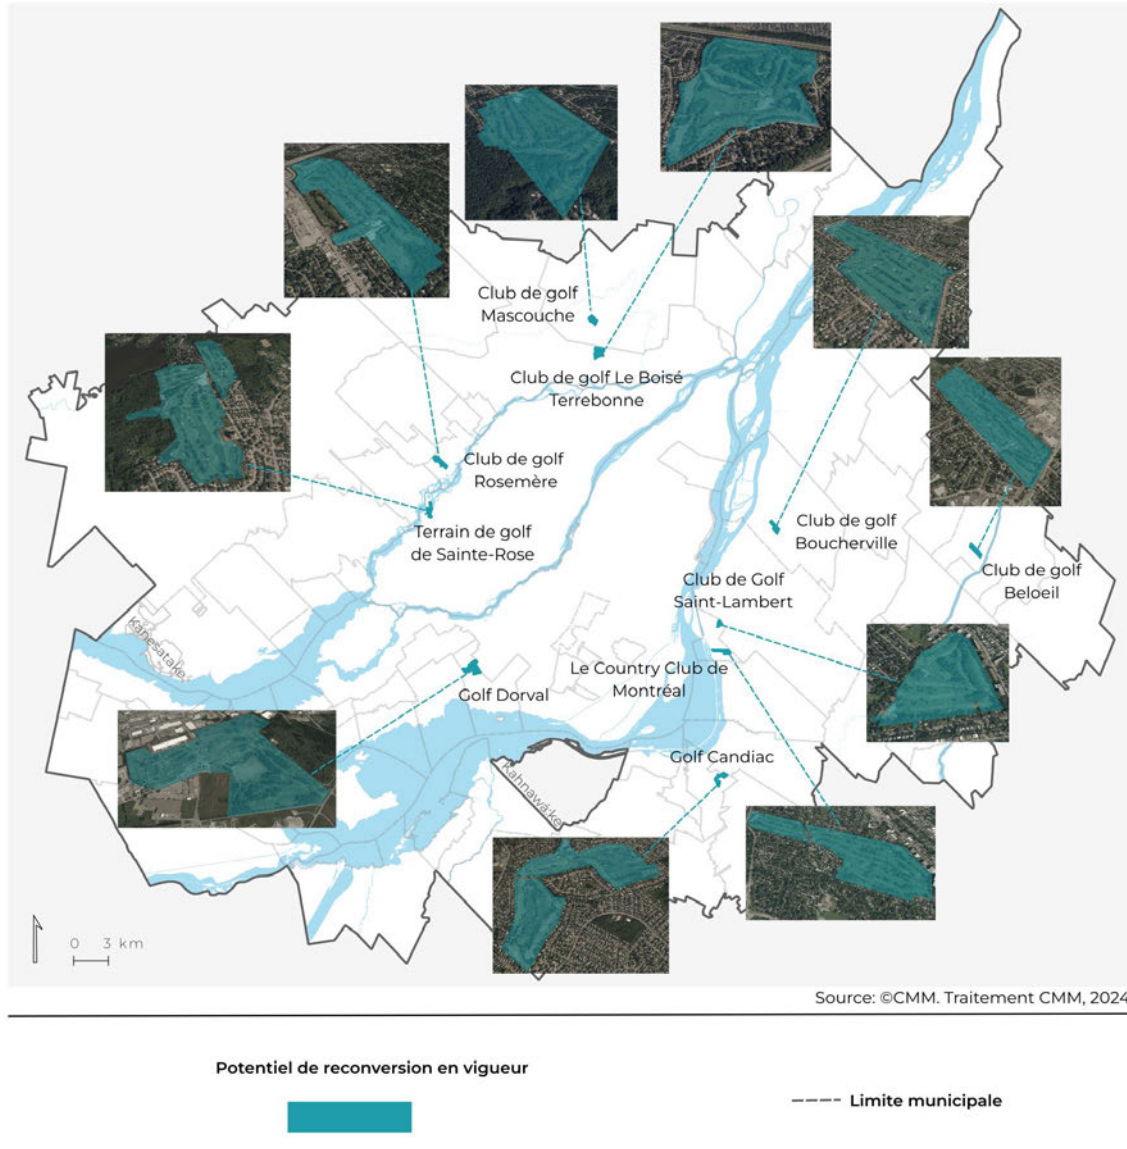 Club de golf
Mascouche
Club de golf Le Boisé
Terrebonne
Club de golf
Rosemère
Terrain de golf
de Sainte-Rose
Club de golf
Boucherville
Club de golf
Beloeil
Club de Golf
Saint-Lambert
Kanesatake
Le Country Club de
Montréal
Golf Dorval
Golf Candiac
Kahnawá:ke
0 3 km
Source: ©CMM. Traitement CMM, 2024
Potentiel de reconversion en vigueur
Limite municipale